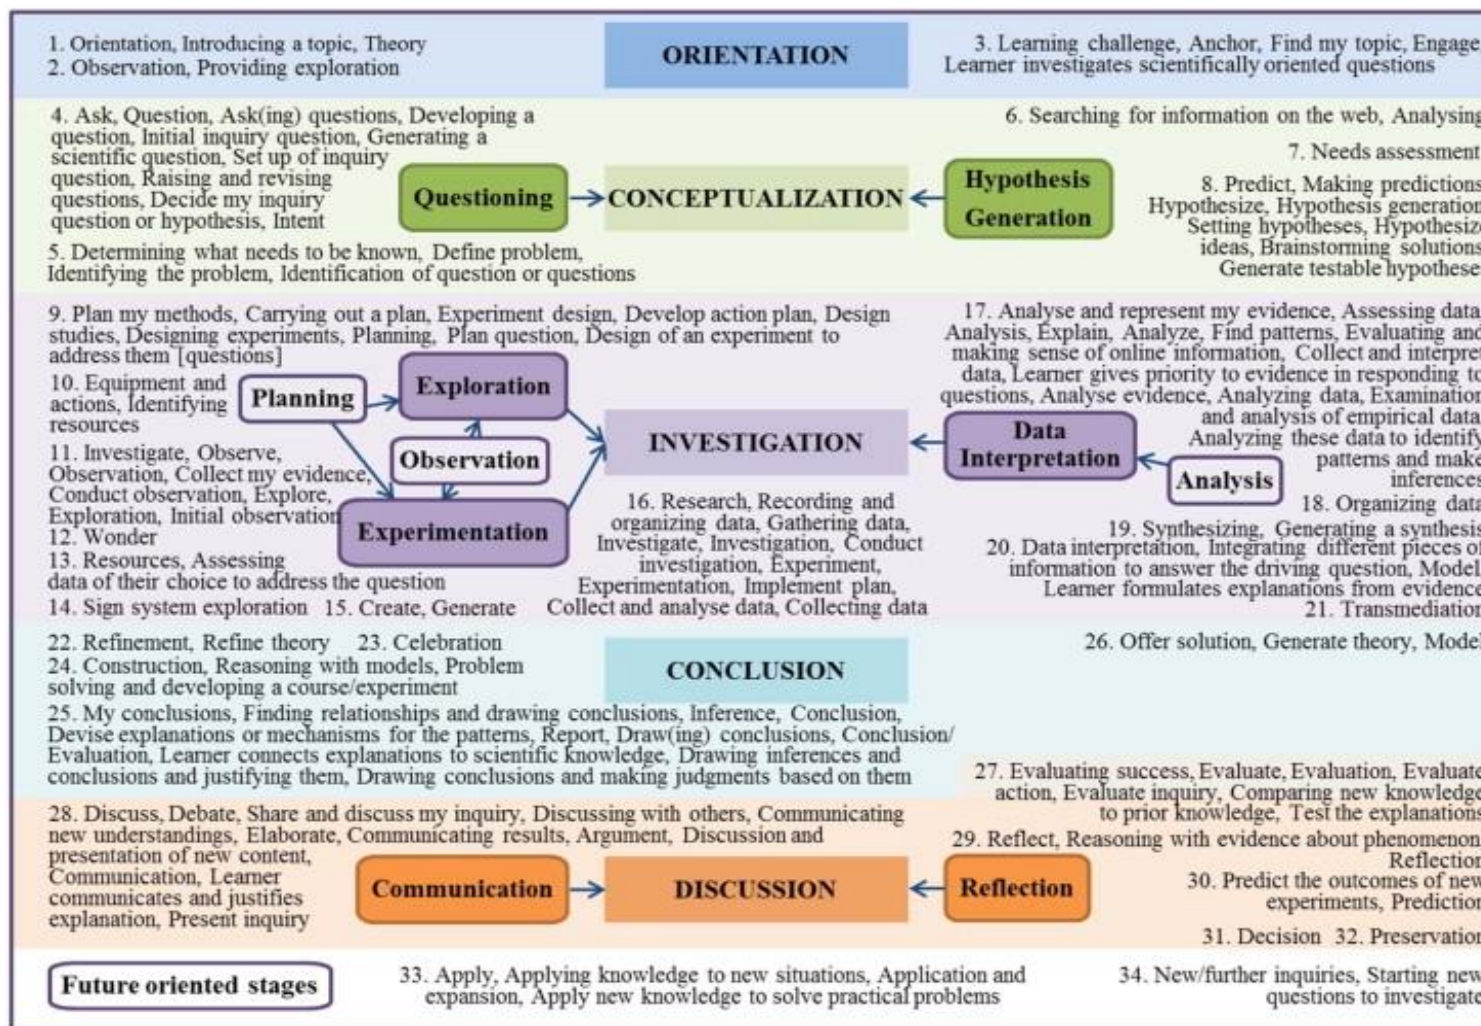 1. Orientation, Introducing a topic, Theory
2. Observation, Providing exploration
ORIENTATION
3. Learning challenge, Anchor, Find my topic, Engage
Learner investigates scientifically oriented questions
4. Ask, Question, Ask(ing) questions, Developing a
question, Initial inquiry question, Generating a
scientific question, Set up of inquiry
question, Raising and revising
questions, Decide my inquiry
question or hypothesis, Intent
5. Determining what needs to be known, Define problem,
Identifying the problem, Identification of question or questions
Questioning
CONCEPTUALIZATION
Hypothesis
Generation
6. Searching for information on the web, Analysing
7. Needs assessment
8. Predict, Making predictions
Hypothesize, Hypothesis generation
Setting hypotheses, Hypothesize
ideas, Brainstorming solutions
Generate testable hypotheses
9. Plan my methods, Carrying out a plan, Experiment design, Develop action plan, Design
studies, Designing experiments, Planning, Plan question, Design of an experiment to
address them [questions]
10. Equipment and
actions, Identifying
resources
Planning
Exploration
Observation
Experimentation
11. Investigate, Observe,
Observation, Collect my evidence,
Conduct observation, Explore,
Exploration, Initial observation
12. Wonder
13. Resources, Assessing
data of their choice to address the question
14. Sign system exploration 15. Create, Generate
INVESTIGATION
16. Research, Recording and
organizing data, Gathering data,
Investigate, Investigation, Conduct
investigation, Experiment,
Experimentation, Implement plan,
Collect and analyse data, Collecting data
Data
Interpretation
Analysis
17. Analyse and represent my evidence, Assessing data
Analysis, Explain, Analyze, Find patterns, Evaluating and
making sense of online information, Collect and interpret
data, Learner gives priority to evidence in responding to
questions, Analyse evidence, Analyzing data, Examination
and analysis of empirical data
Analyzing these data to identify
patterns and make
inferences
18. Organizing data
19. Synthesizing, Generating a synthesis
20. Data interpretation, Integrating different pieces of
information to answer the driving question, Model
Learner formulates explanations from evidence
21. Transmediation
22. Refinement, Refine theory 23. Celebration
24. Construction, Reasoning with models, Problem
solving and developing a course/experiment
CONCLUSION
25. My conclusions, Finding relationships and drawing conclusions, Inference, Conclusion,
Devise explanations or mechanisms for the patterns, Report, Draw(ing) conclusions, Conclusion/
Evaluation, Learner connects explanations to scientific knowledge, Drawing inferences and
conclusions and justifying them, Drawing conclusions and making judgments based on them
26. Offer solution, Generate theory, Model
27. Evaluating success, Evaluate, Evaluation, Evaluate
action, Evaluate inquiry, Comparing new knowledge
to prior knowledge, Test the explanations
28. Discuss, Debate, Share and discuss my inquiry, Discussing with others, Communicating
new understandings, Elaborate, Communicating results, Argument, Discussion and
presentation of new content,
Communication, Learner
communicates and justifies
explanation, Present inquiry
Communication
DISCUSSION
Reflection
29. Reflect, Reasoning with evidence about phenomenon
Reflection
30. Predict the outcomes of new
experiments, Prediction
31. Decision 32. Preservation
Future oriented stages
33. Apply, Applying knowledge to new situations, Application and
expansion, Apply new knowledge to solve practical problems
34. New/further inquiries, Starting new
questions to investigate